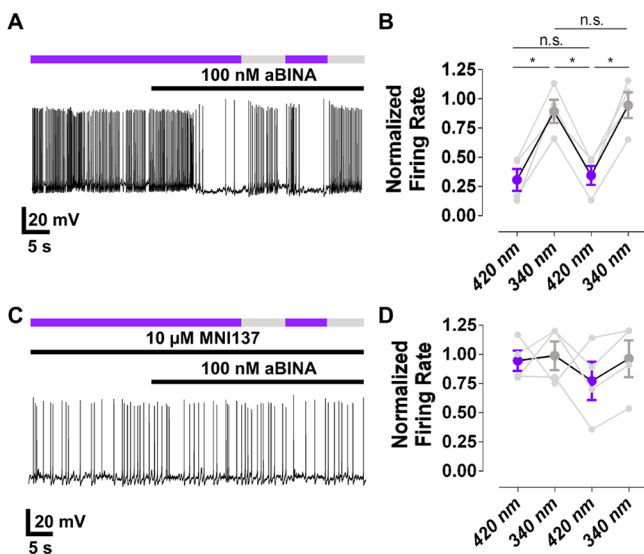 A
100 nM aBINA
20 mV
5 s
B
n.s.
n.s.
* * *
Normalized
Firing Rate
1.25
1.00
0.75
0.50
0.25
0.00
420 nm
340 nm
420 nm
340 nm
C
10 µM MNI137
100 nM aBINA
20 mV
5 s
D
Normalized
Firing Rate
1.25
1.00
0.75
0.50
0.25
0.00
420 nm
340 nm
420 nm
340 nm